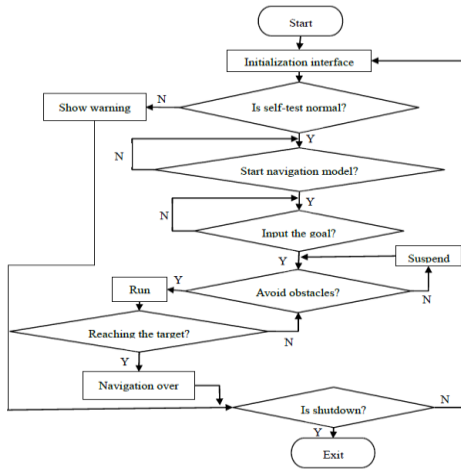 Start
Initialization interface
Show warning
N
Is self-test normal?
Y
N
Start navigation model?
Y
N
Input the goal?
Y
Suspend
Run
Y
Avoid obstacles?
N
Reaching the target?
N
Y
Navigation over
Is shutdown?
N
Y
Exit